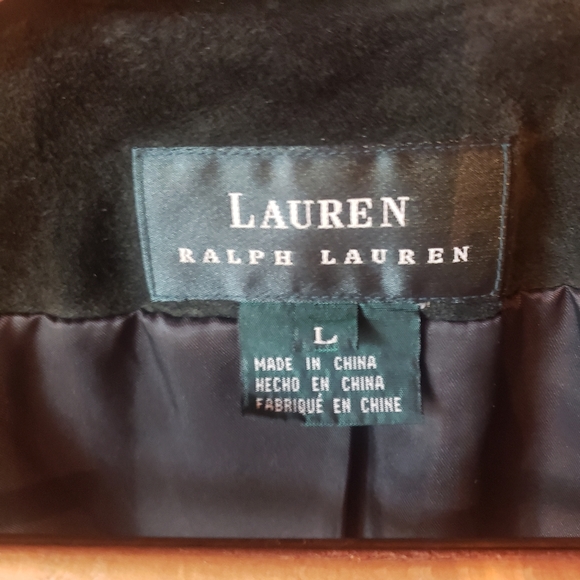 LAUREN
RALPH LAUREN
L
MADE IN CHINA
HECHO EN CHINA
FABRIQUÉ EN CHINE